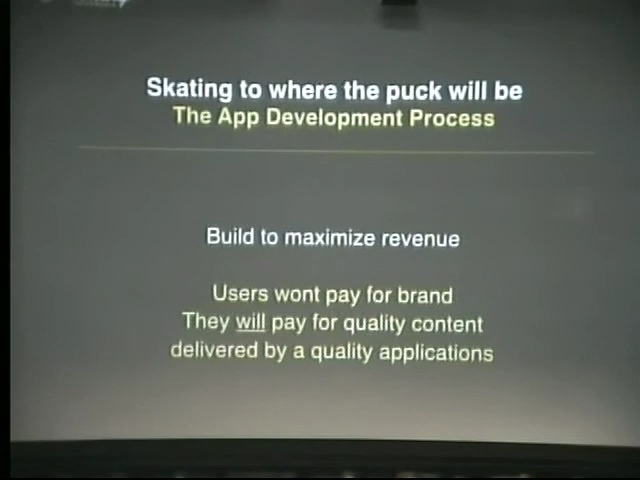 Skating to where the puck will be
The App Development Process
Build to maximize revenue
Users wont pay for brand
They will pay for quality content
delivered by a quality applications